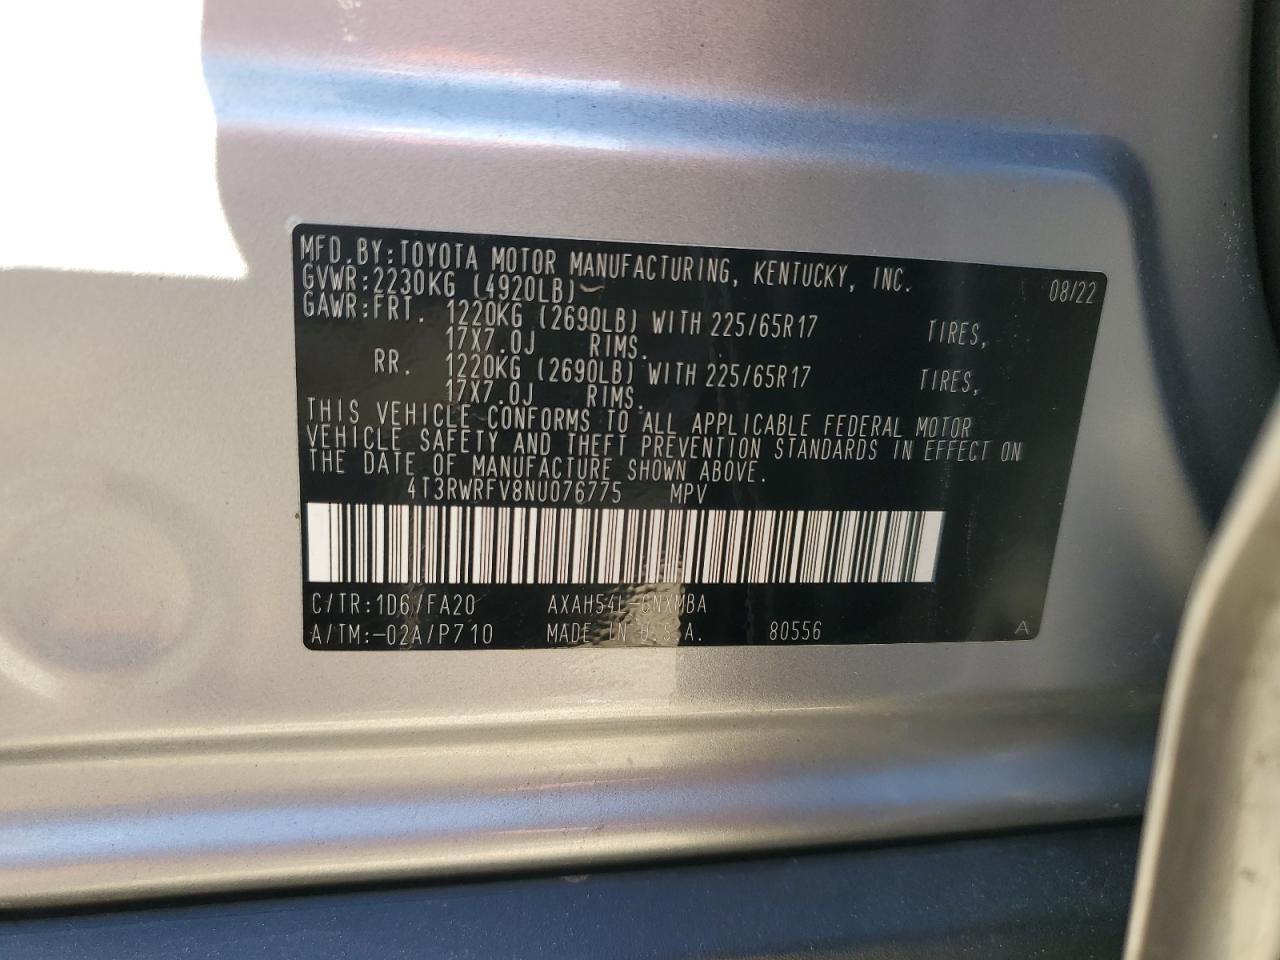 MFD.BY:TOYOTA MOTOR MANUFACTURING, KENTUCKY, INC. 08/22
GVWR:2230KG (4920LB)
GAWR:FRT. 1220KG (2690LB) WITH 225/65R17 TIRES,
17X7.0J RIMS.
RR. 1220KG (2690LB) WITH 225/65R17 TIRES,
17X7.0J RIMS.
THIS VEHICLE CONFORMS TO ALL APPLICABLE FEDERAL MOTOR
VEHICLE SAFETY AND THEFT PREVENTION STANDARDS IN EFFECT ON
THE DATE OF MANUFACTURE SHOWN ABOVE.
4T3RWRFV8NU076775 MPV
C/TR:1D6/FA20 AXAH54L-GNXMBA
A/TM:-02A/P710 MADE IN U.S.A. 80556 A